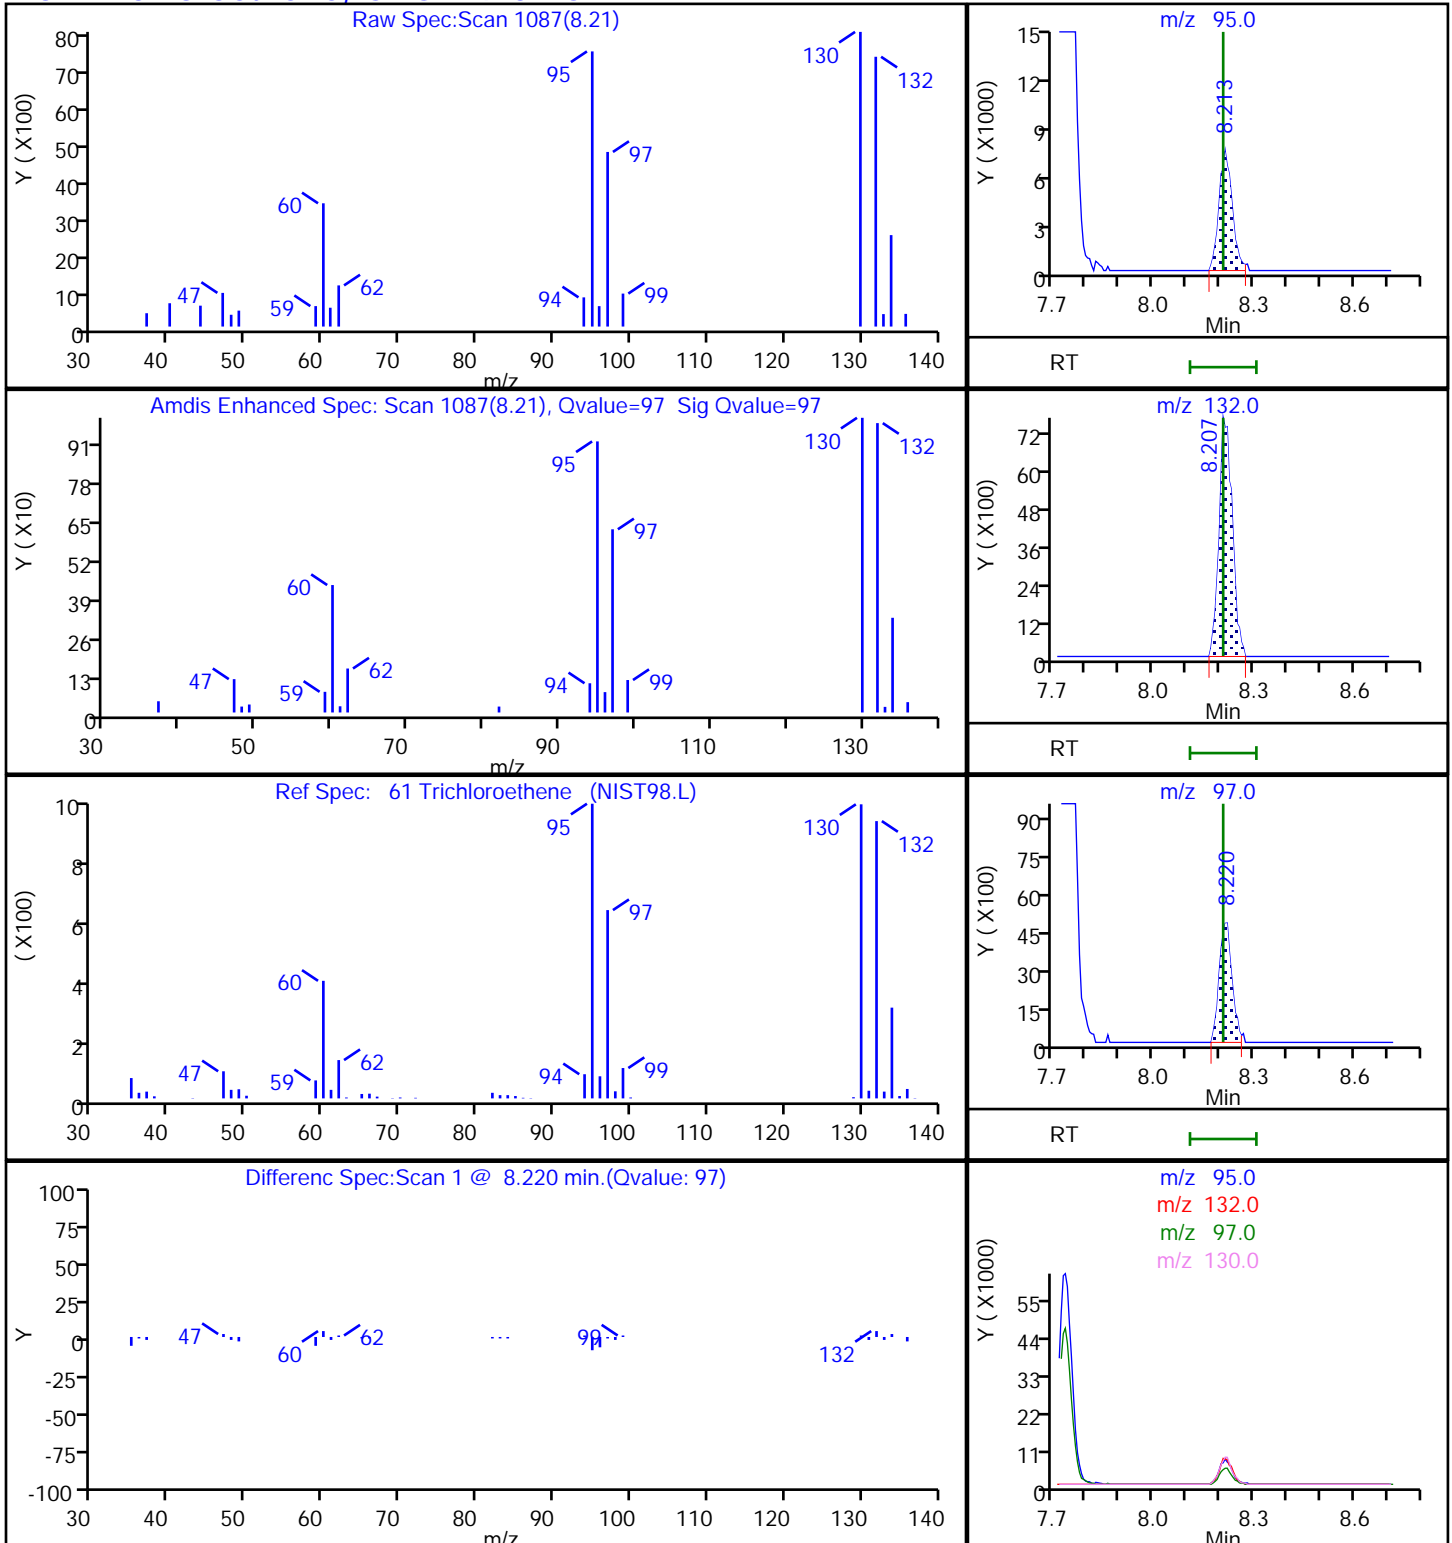 Raw Spec:Scan 1087(8.21)
Y ( X100)
80
70
60
50
40
30
20
10
0
47
59
60
62
94
95
97
99
130
132
30 40 50 60 70 80 90 100 110 120 130 140
m/z
m/z 95.0
Y ( X1000)
15
12
9
6
3
0
8.213
7.7 8.0 8.3 8.6
Min
RT
Amdis Enhanced Spec: Scan 1087(8.21), Qvalue=97 Sig Qvalue=97
Y ( X10)
91
78
65
52
39
26
13
0
47
59
60
62
94
95
97
99
130
132
30 50 70 90 110 130
m/z
m/z 132.0
Y ( X100)
72
60
48
36
24
12
0
8.207
7.7 8.0 8.3 8.6
Min
RT
Ref Spec: 61 Trichloroethene (NIST98.L)
( X100)
10
8
6
4
2
0
47
59
60
62
94
95
97
99
130
132
30 40 50 60 70 80 90 100 110 120 130 140
m/z 97.0
Y ( X100)
90
75
60
45
30
15
0
8.220
7.7 8.0 8.3 8.6
Min
RT
Differenc Spec:Scan 1 @ 8.220 min.(Qvalue: 97)
Y
100
75
50
25
0
-25
-50
-75
-100
47
60
62
99
132
30 40 50 60 70 80 90 100 110 120 130 140
m/z
m/z 95.0
m/z 132.0
m/z 97.0
m/z 130.0
Y ( X1000)
55
44
33
22
11
0
7.7 8.0 8.3 8.6
Min